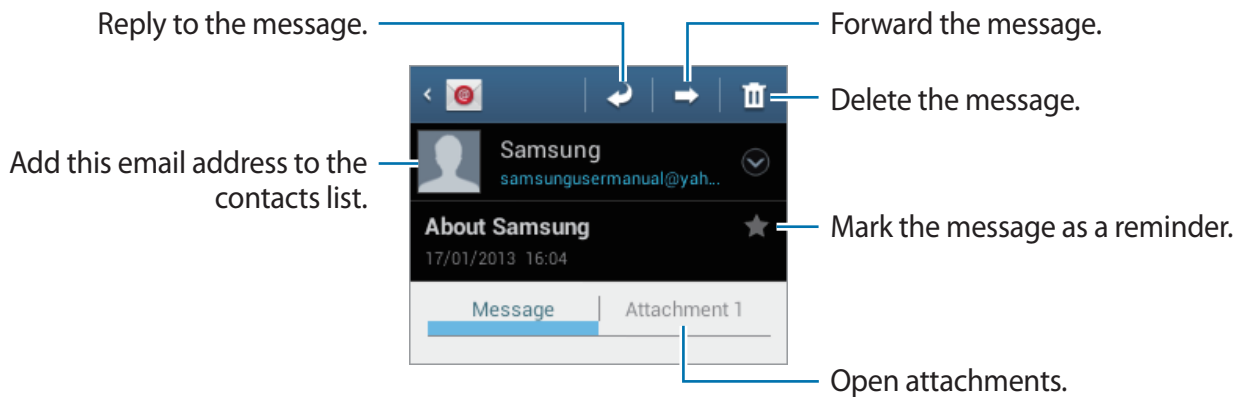 Reply to the message.
Forward the message.
Delete the message.
Add this email address to the
contacts list.
Samsung
samsungusermanual@yah...
About Samsung
17/01/2013 16:04
Mark the message as a reminder.
Message
Attachment 1
Open attachments.